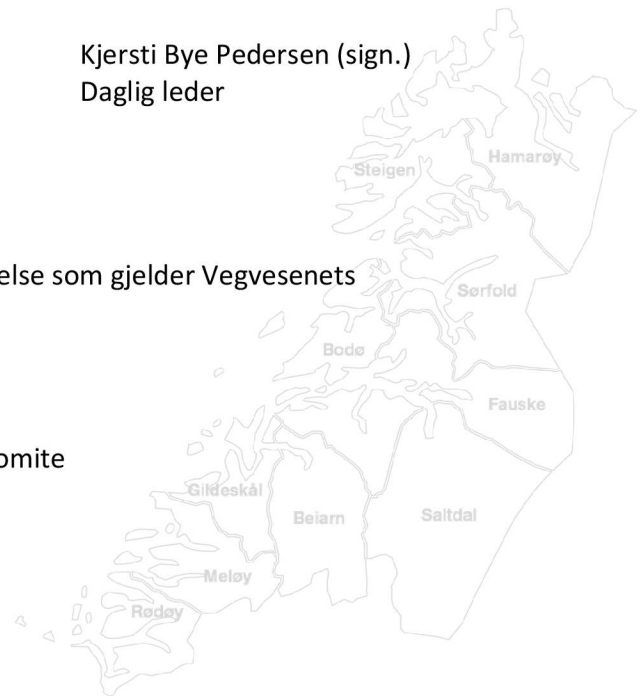 Kjersti Bye Pedersen (sign.)
Daglig leder
Hamarøy
Steigen
else som gjelder Vegvesenets
Sørfold
Bodø
Fauske
omite
Gildeskål
Beiarn
Saltdal
Meløy
Rødøy